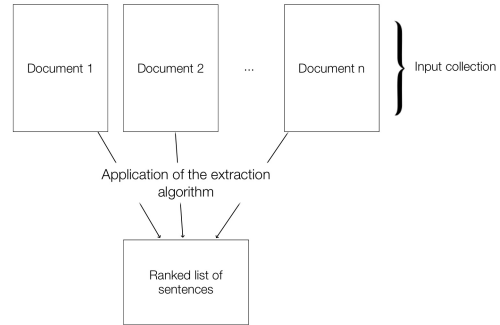 Document 1
Document 2
...
Document n
Input collection
Application of the extraction
algorithm
Ranked list of
sentences